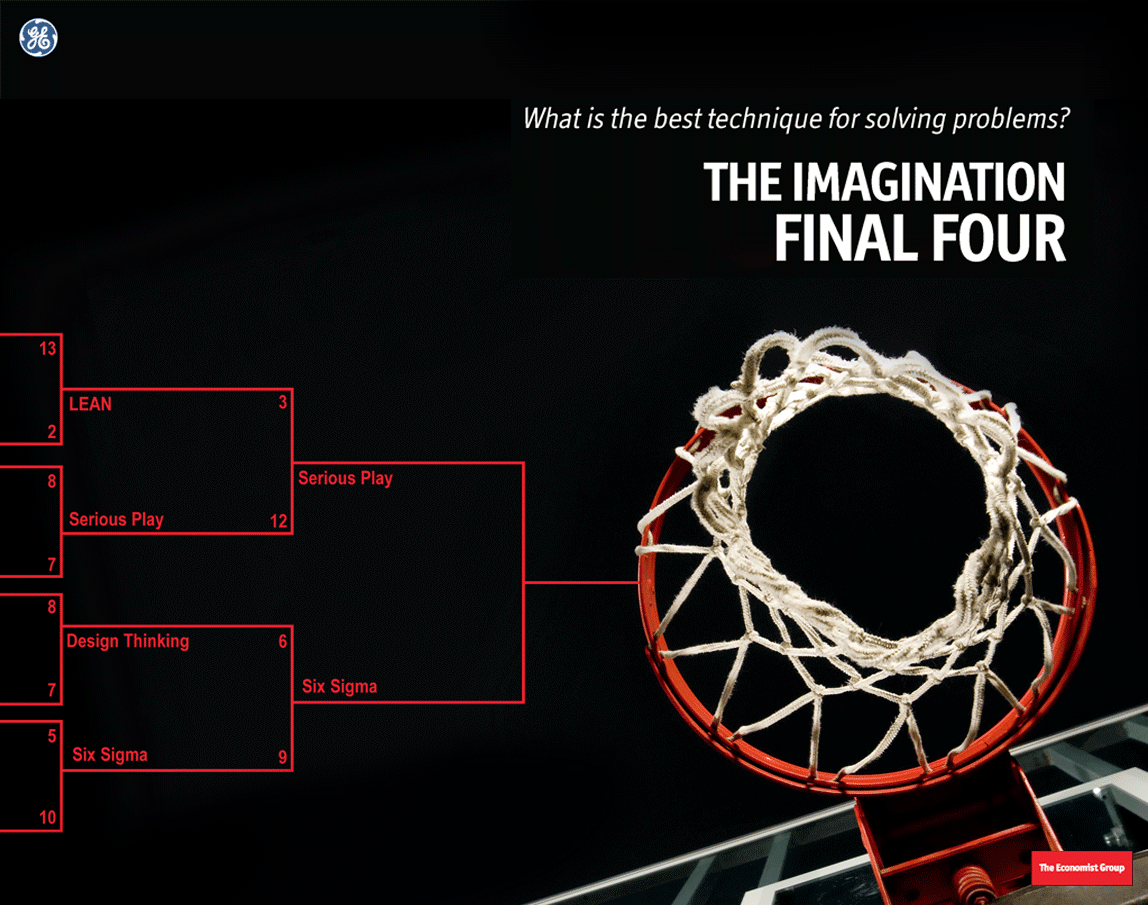 GE
What is the best technique for solving problems?
THE IMAGINATION
FINAL FOUR
13
LEAN 3
2
8
Serious Play
Serious Play 12
7
8
Design Thinking 6
7
Six Sigma
5
Six Sigma 9
10
The Economist Group